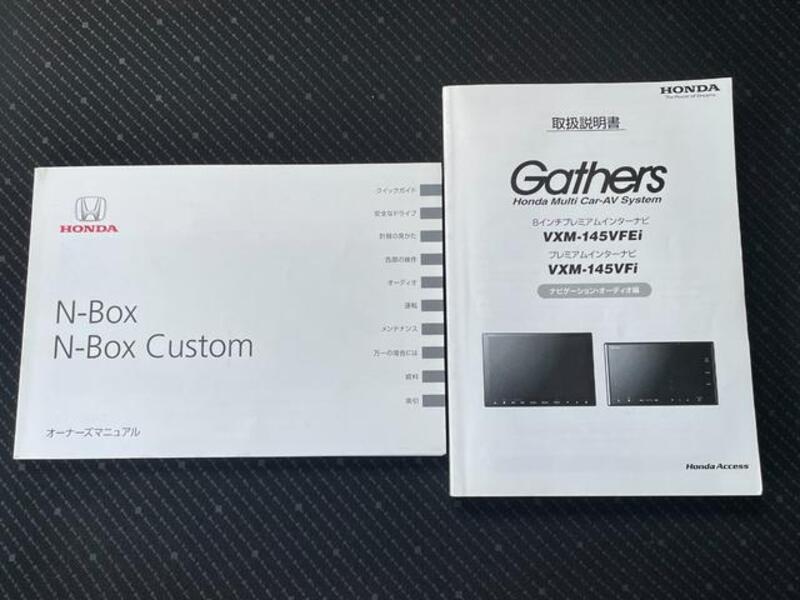 HONDA
N-Box
N-Box Custom
オーナーズマニュアル
クイックガイド
安全なドライブ
計器の見かた
各部の操作
オーディオ
運転
メンテナンス
万一の場合には
資料
索引
HONDA
The Power of Dreams
取扱説明書
Gathers
Honda Multi Car-AV System
8インチプレミアムインターナビ
VXM-145VFEi
プレミアムインターナビ
VXM-145VFi
ナビゲーション・オーディオ編
Honda Access